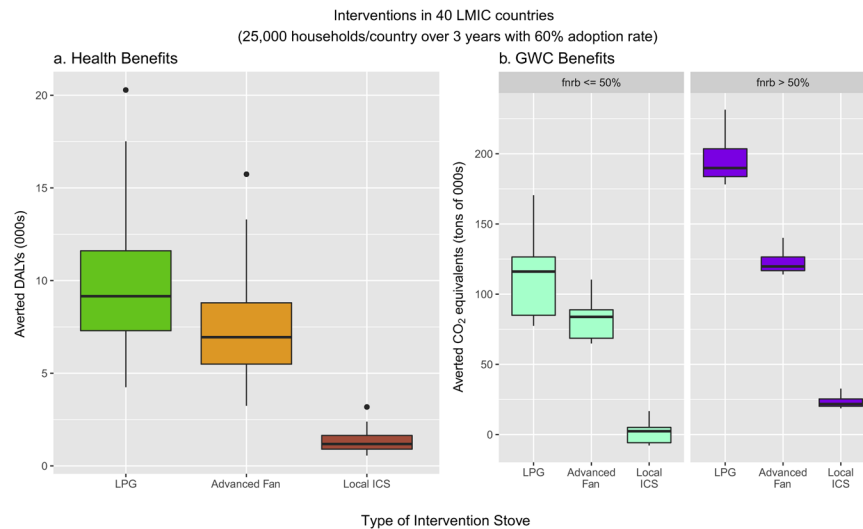 Interventions in 40 LMIC countries
(25,000 households/country over 3 years with 60% adoption rate)
a. Health Benefits
Averted DALYs (000s)
20
15
10
5
0
LPG
Advanced Fan
Local ICS
b. GWC Benefits
fnrb <= 50%
fnrb > 50%
Averted CO₂ equivalents (tons of 000s)
200
150
100
50
0
LPG
Advanced
Fan
Local
ICS
LPG
Advanced
Fan
Local
ICS
Type of Intervention Stove